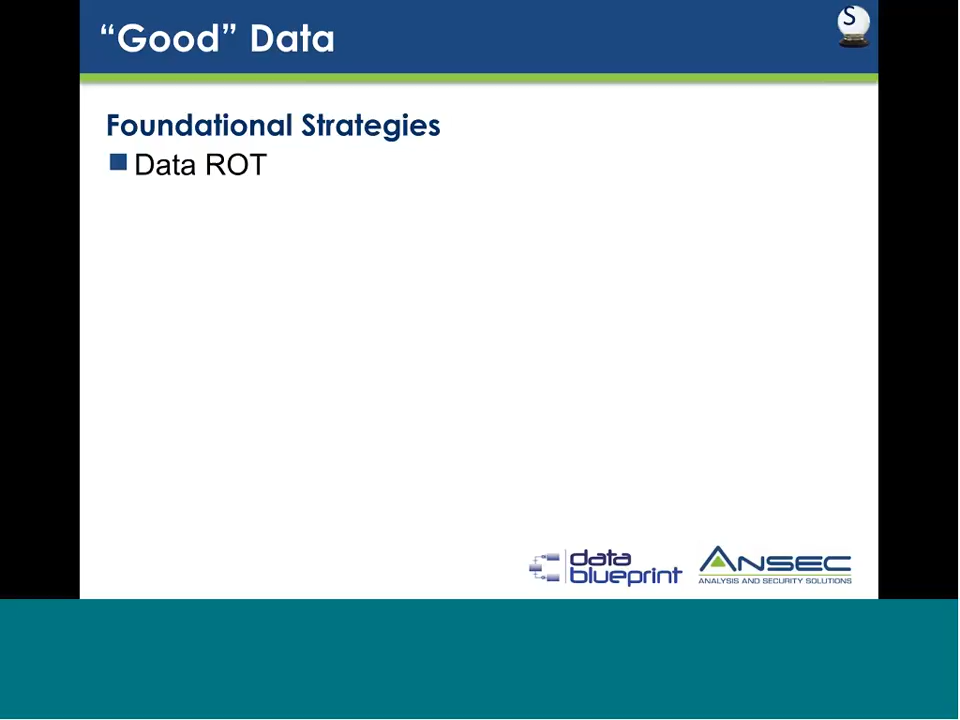 “Good” Data
S
Foundational Strategies
Data ROT
data
blueprint
ANSEC
ANALYSIS AND SECURITY SOLUTIONS